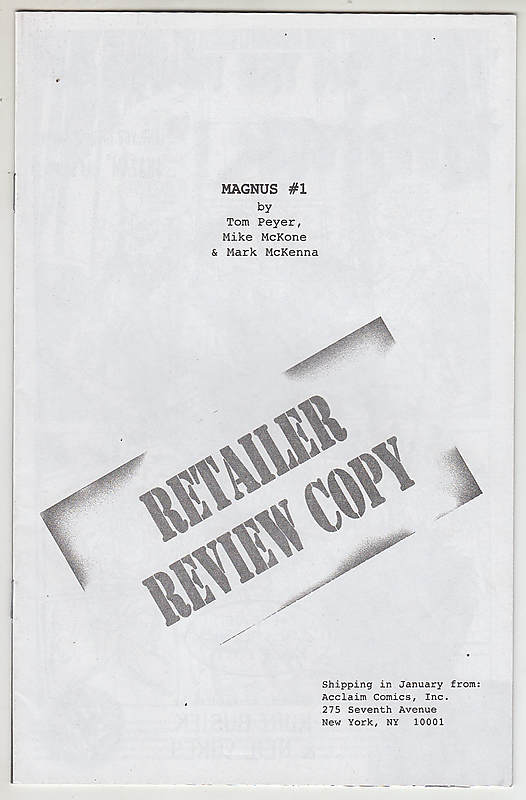 MAGNUS #1
by
Tom Peyer,
Mike McKone
& Mark McKenna
RETAILER
REVIEW COPY
Shipping in January from:
Acclaim Comics, Inc.
275 Seventh Avenue
New York, NY 10001